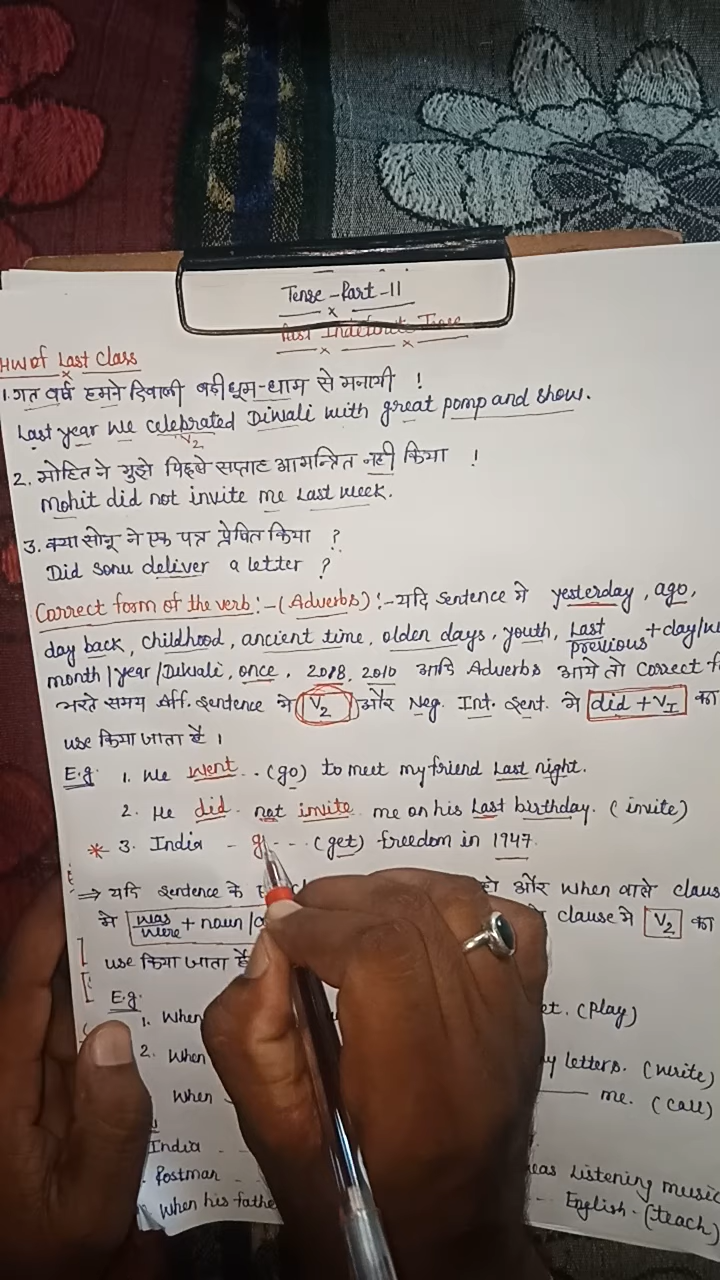 Tense-Part-11
Past Indefinite Tense
HW of Last Class
1. गत वर्ष हमने दिवाली बड़ी धूम-धाम से मनायी !
Last year we celebrated Diwali with great pomp and show.
V2
2. मोहित ने मुझे पिछले सप्ताह आमन्त्रित नहीं किया !
Mohit did not invite me Last week.
3. क्या सोनू ने एक पत्र प्रेषित किया ?
Did Sonu deliver a letter ?
Correct form of the verb:-(Adverbs):-यदि sentence मे yesterday, ago,
day back, childhood, ancient time, olden days, youth, Last previous + day/
month/year/Diwali, once, 2018, 2010 आदि Adverbs आये तो correct
भरते समय Aff. sentence मे V2 और Neg. Int. Sent. मे did + V1 का
use किया जाता है ।
E.g. 1. We went .. (go) to meet my friend Last night.
2. He did not invite me on his Last birthday. (invite)
* 3. India - g - - (get) freedom in 1947.
⇒ यदि sentence के हो और when वाले claus
मे was were + noun/ clause मे V2 का
use किया जाता है
E.g.
1. When et. (Play)
2. When letters. (write)
When me. (call)
India
Postman Listening music
when his fathe English - (teach)